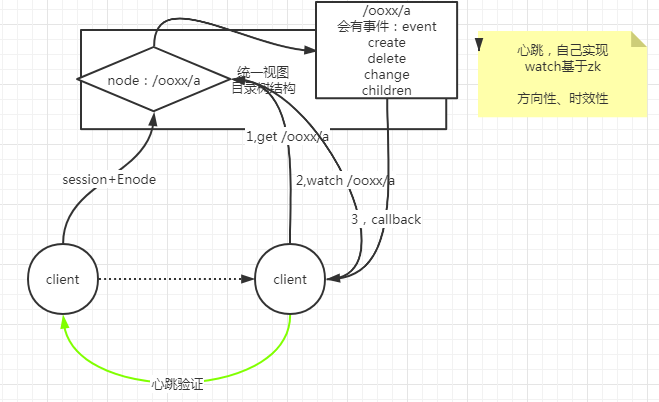 /ooxx/a
会有事件：event
create
delete
change
children
心跳，自己实现
watch基于zk
方向性、时效性
node：/ooxx/a
统一视图
目录树结构
1,get /ooxx/a
session+Enode
2,watch /ooxx/a
3，callback
client
client
心跳验证